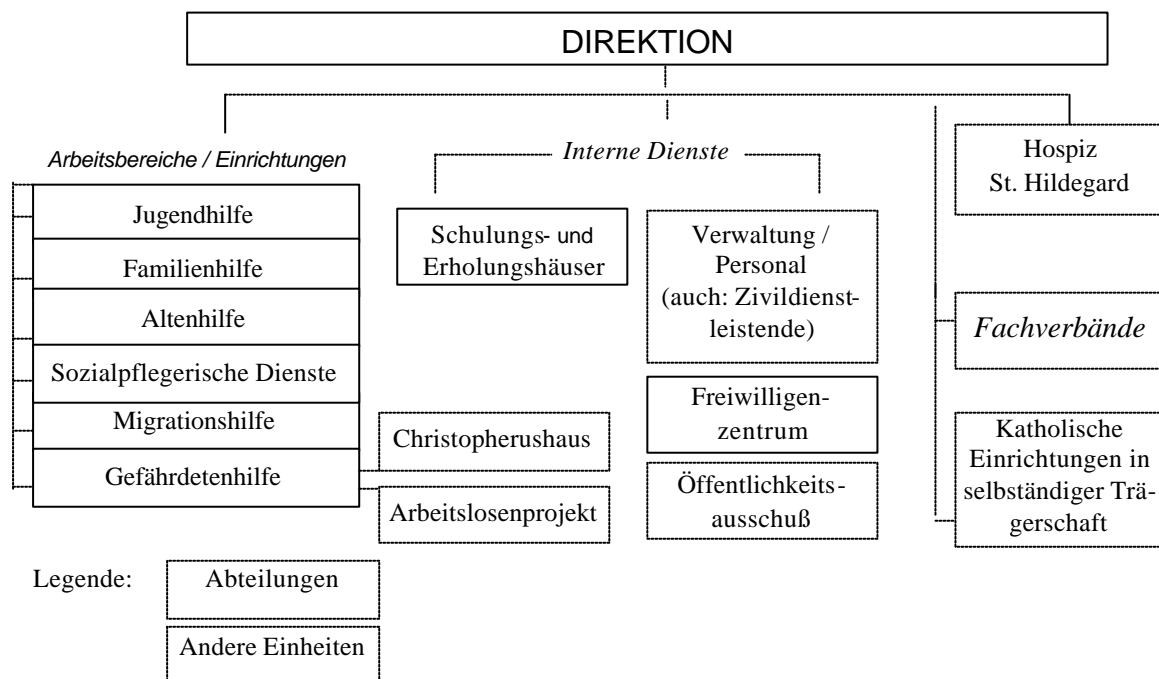 DIREKTION
Arbeitsbereiche / Einrichtungen
Jugendhilfe
Familienhilfe
Altenhilfe
Sozialpflegerische Dienste
Migrationshilfe
Gefährdetenhilfe
Christopherushaus
Arbeitslosenprojekt
Interne Dienste
Schulungs- und
Erholungshäuser
Verwaltung /
Personal
(auch: Zivildienst-
leistende)
Freiwilligen-
zentrum
Öffentlichkeits-
ausschuß
Hospiz
St. Hildegard
Fachverbände
Katholische
Einrichtungen in
selbständiger Trä-
gerschaft
Legende:
Abteilungen
Andere Einheiten